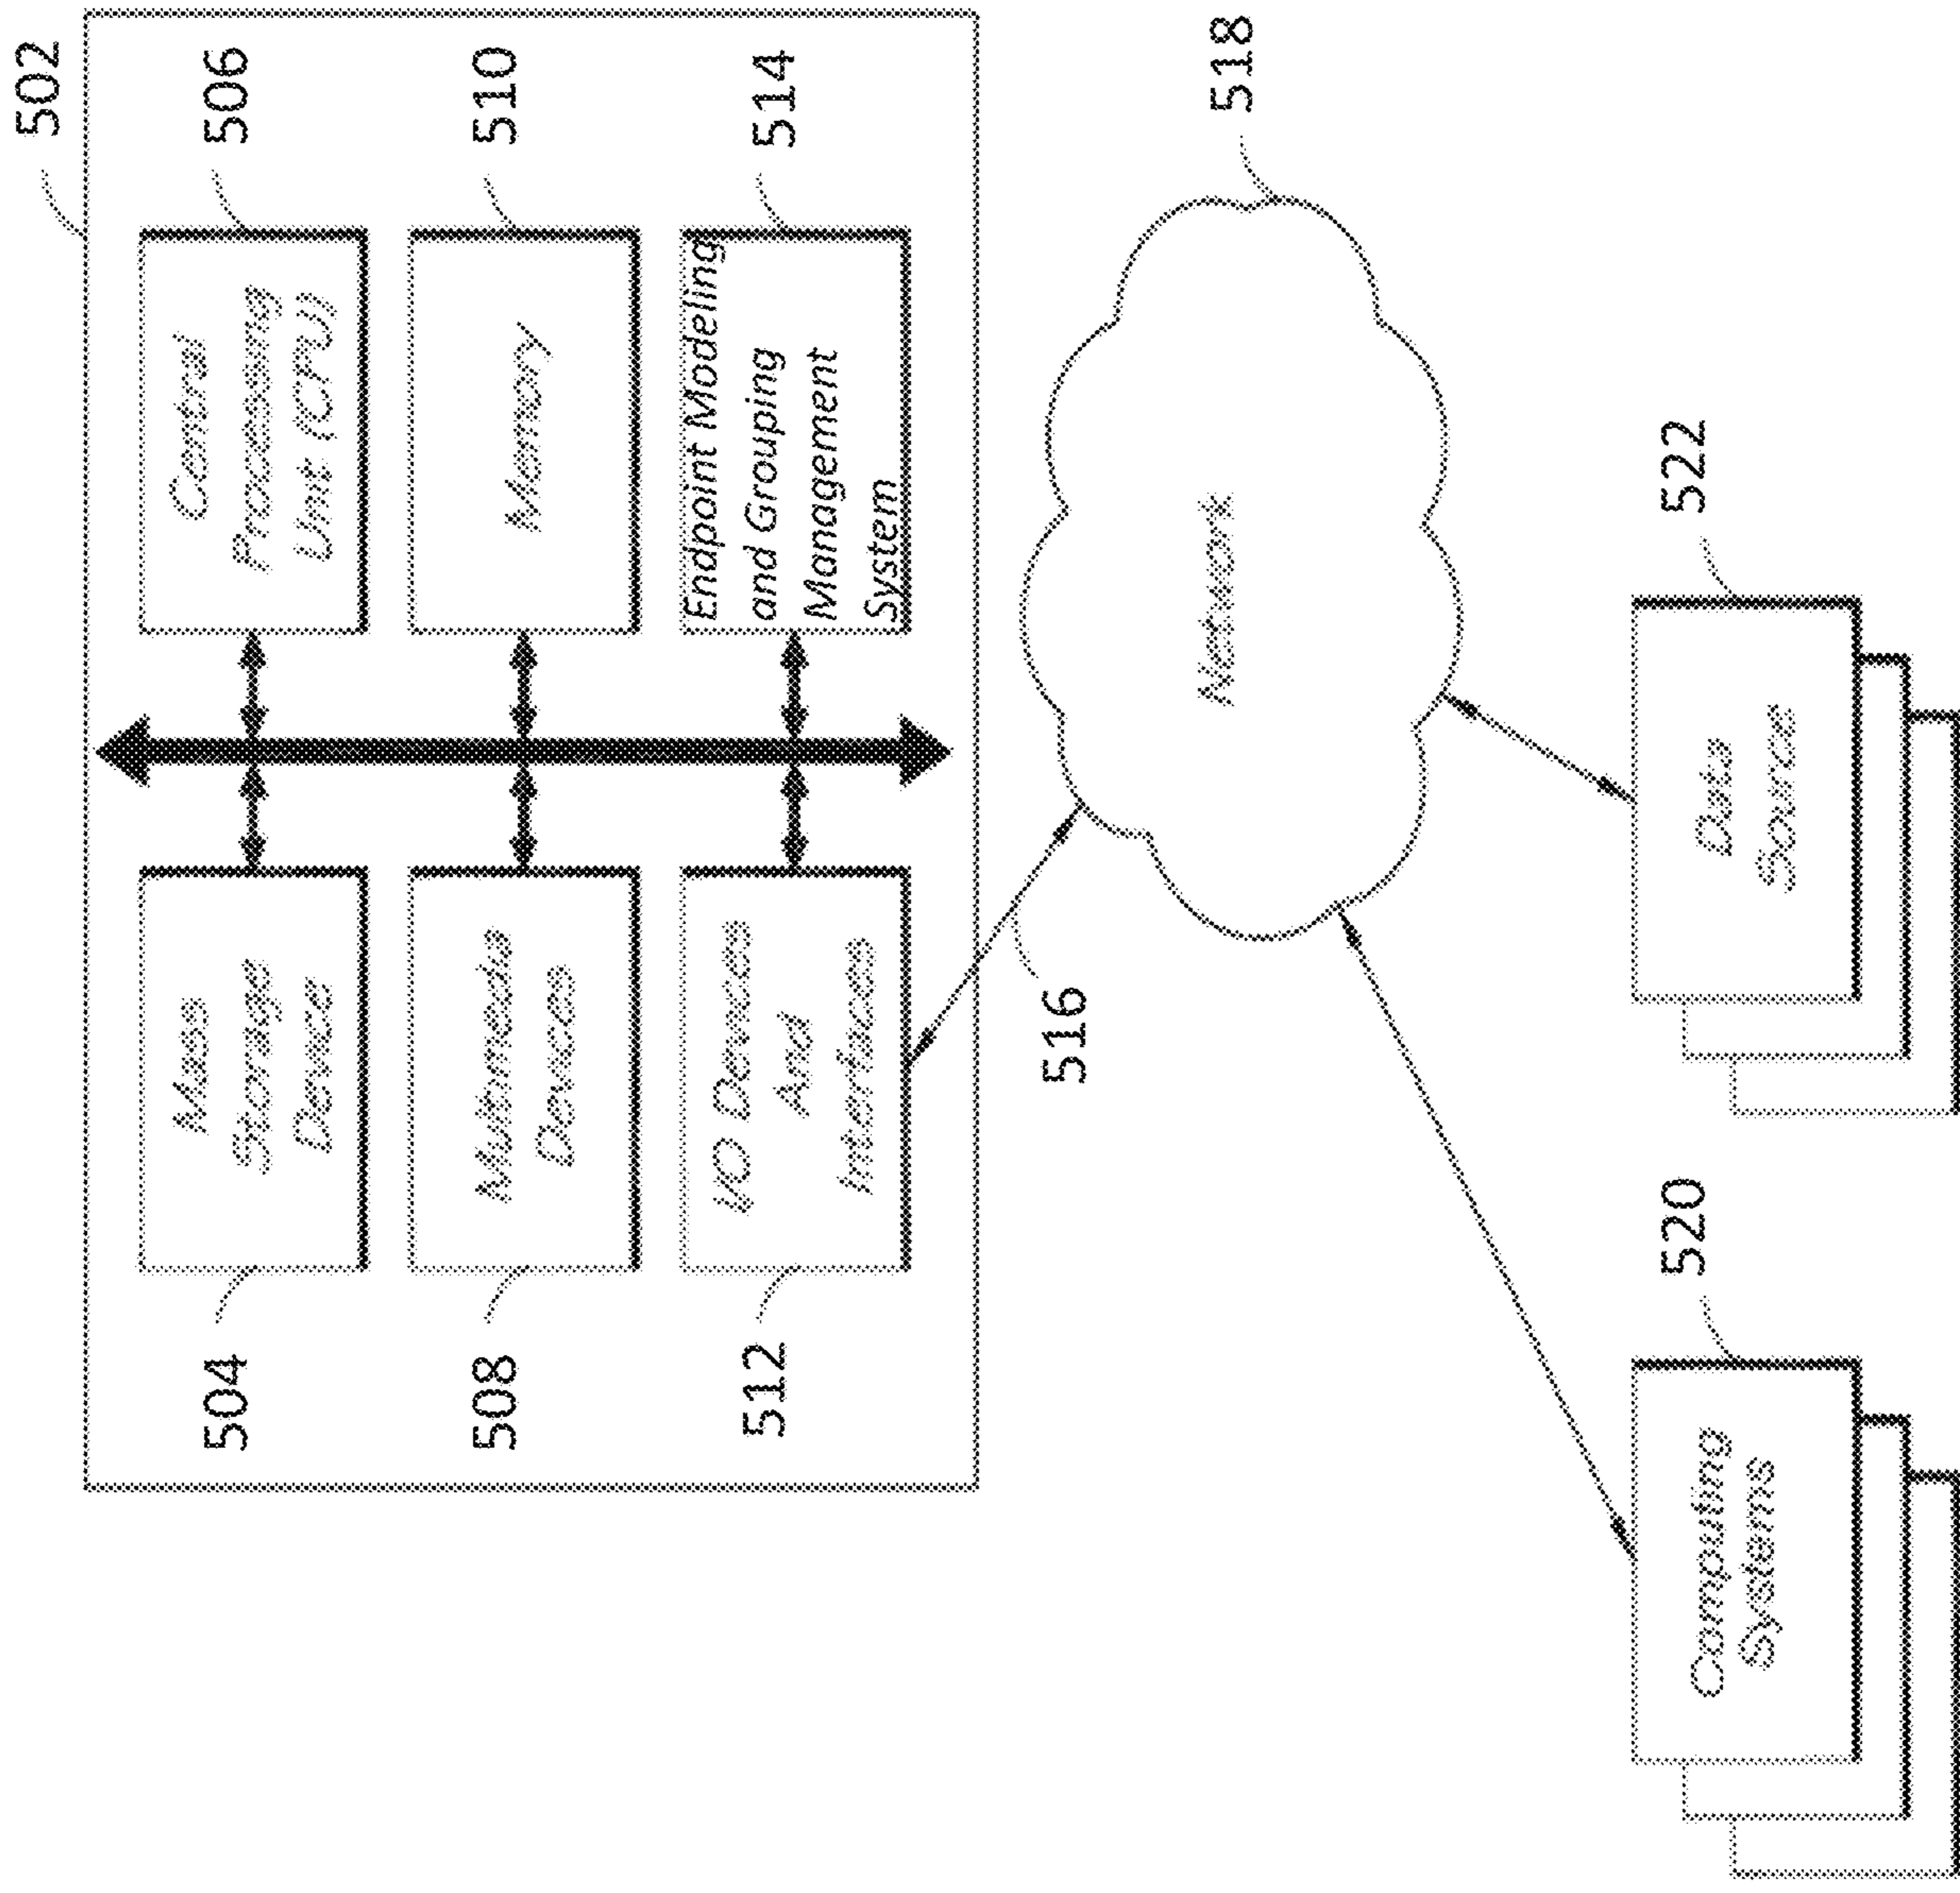 502
504
Mass
Storage
Device
Central
Processing
Unit (CPU)
506
508
Multimedia
Devices
Memory
510
512
I/O Devices
And
Interfaces
Endpoint Modeling
and Grouping
Management
System
514
516
Network
518
520
Computing
Systems
522
Data
Source